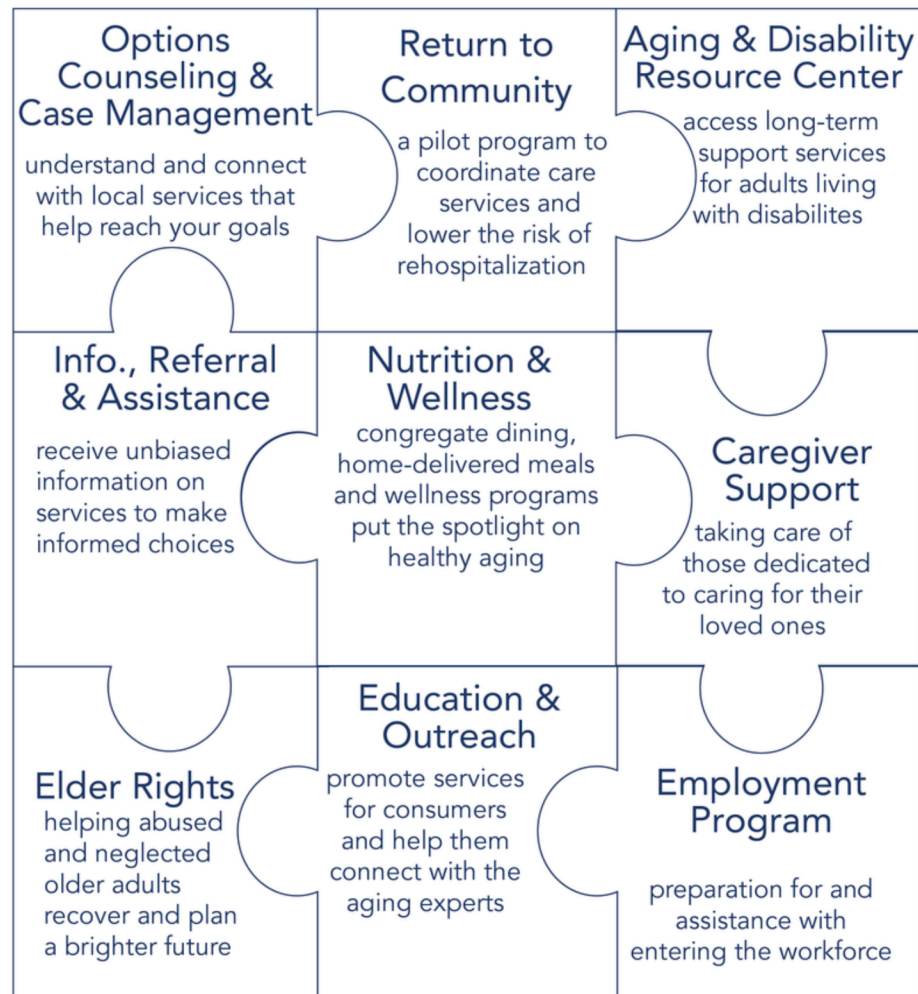 Options
Counseling &
Case Management
understand and connect
with local services that
help reach your goals
Return to
Community
a pilot program to
coordinate care
services and
lower the risk of
rehospitalization
Aging & Disability
Resource Center
access long-term
support services
for adults living
with disabilites
Info., Referral
& Assistance
receive unbiased
information on
services to make
informed choices
Nutrition &
Wellness
congregate dining,
home-delivered meals
and wellness programs
put the spotlight on
healthy aging
Caregiver
Support
taking care of
those dedicated
to caring for their
loved ones
Elder Rights
helping abused
and neglected
older adults
recover and plan
a brighter future
Education &
Outreach
promote services
for consumers
and help them
connect with the
aging experts
Employment
Program
preparation for and
assistance with
entering the workforce